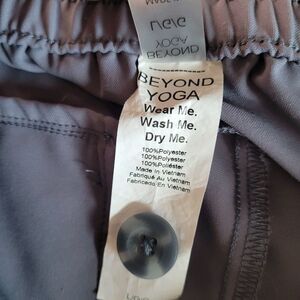 BEYOND
YOGA
Wear Me.
Wash Me.
Dry Me.
100%Polyester
100%Polyester
100%Poliéster
Made in Vietnam
Fabriqué Au Vietnam
Fabricado En Vietnam
BEYOND
YOGA
L/G/G